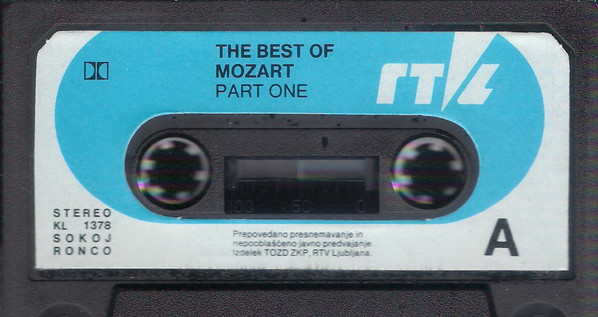 THE BEST OF
MOZART
PART ONE
RTVL
100 50 0
STEREO
KL 1378
SOKOJ
RONCO
Prepovedano presnemavanje in
nepooblaščeno javno predvajanje.
Izdelek TOZD ZKP, RTV Ljubljana.
A